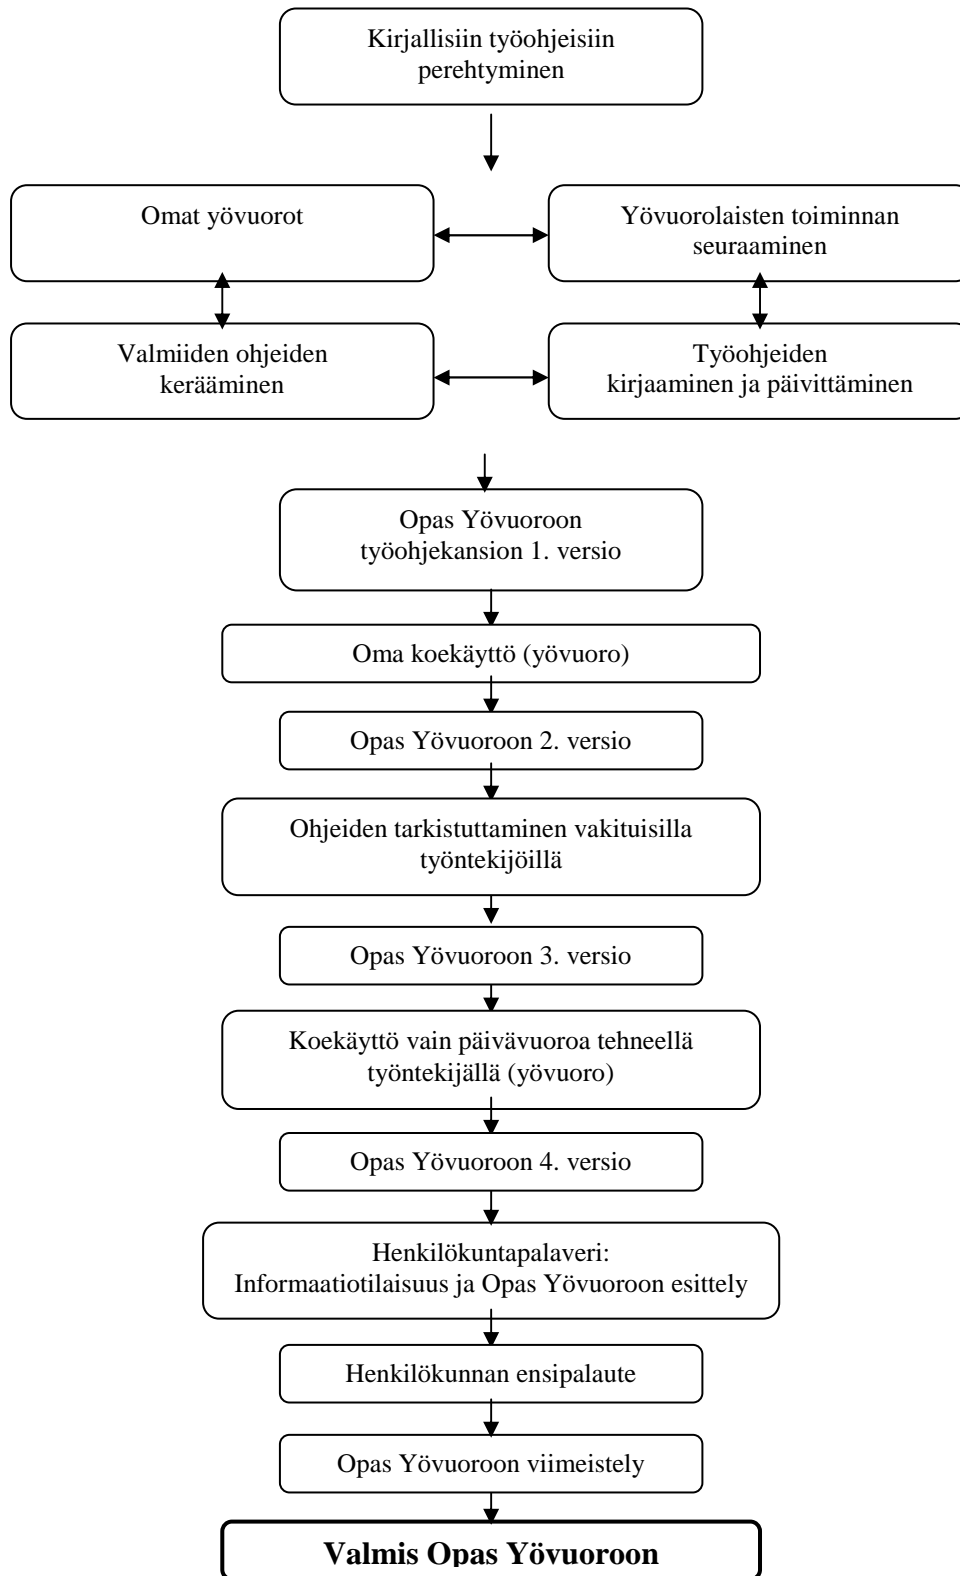 Kirjallisiin työohjeisiin
perehtyminen
Omat yövuorot
Yövuorolaisten toiminnan
seuraaminen
Valmiiden ohjeiden
kerääminen
Työohjeiden
kirjaaminen ja päivittäminen
Opas Yövuoroon
työohjekansion 1. versio
Oma koekäyttö (yövuoro)
Opas Yövuoroon 2. versio
Ohjeiden tarkistuttaminen vakituisilla
työntekijöillä
Opas Yövuoroon 3. versio
Koekäyttö vain päivävuoroa tehneellä
työntekijällä (yövuoro)
Opas Yövuoroon 4. versio
Henkilökuntapalaveri:
Informaatiotilaisuus ja Opas Yövuoroon esittely
Henkilökunnan ensipalaute
Opas Yövuoroon viimeistely
Valmis Opas Yövuoroon